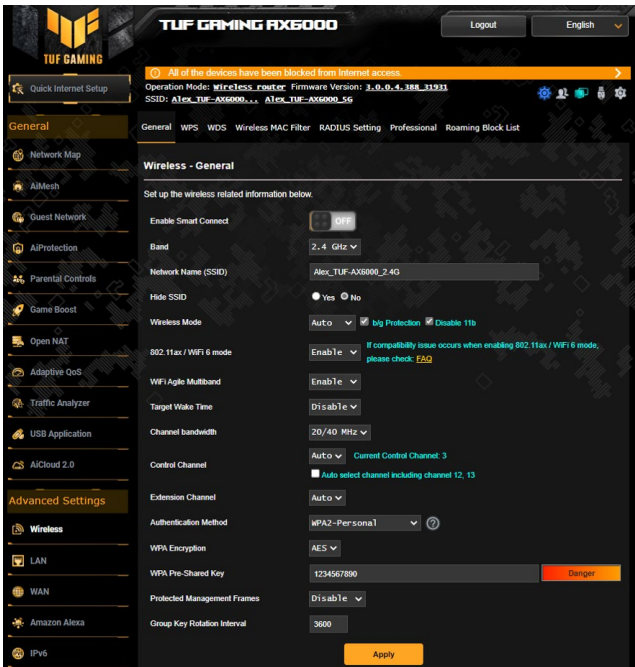 TUF GAMING AX6000
Logout
English
TUF GAMING
All of the devices have been blocked from Internet access.
Quick Internet Setup
Operation Mode: Wireless router Firmware Version: 3.0.0.4.388_31931
SSID: Alex_TUF-AX6000... Alex_TUF-AX6000_5G
General
General WPS WDS Wireless MAC Filter RADIUS Setting Professional Roaming Block List
Network Map
AiMesh
Guest Network
AiProtection
Parental Controls
Game Boost
Open NAT
Adaptive QoS
Traffic Analyzer
USB Application
AiCloud 2.0
Advanced Settings
Wireless
LAN
WAN
Amazon Alexa
IPv6
Wireless - General
Set up the wireless related information below.
Enable Smart Connect OFF
Band 2.4 GHz
Network Name (SSID) Alex_TUF-AX6000_2.4G
Hide SSID Yes No
Wireless Mode Auto b/g Protection Disable 11b
802.11ax / WiFi 6 mode Enable If compatibility issue occurs when enabling 802.11ax / WiFi 6 mode,
please check: FAQ
WiFi Agile Multiband Enable
Target Wake Time Disable
Channel bandwidth 20/40 MHz
Control Channel Auto Current Control Channel: 3
Auto select channel including channel 12, 13
Extension Channel Auto
Authentication Method WPA2-Personal ?
WPA Encryption AES
WPA Pre-Shared Key 1234567890 Danger
Protected Management Frames Disable
Group Key Rotation Interval 3600
Apply